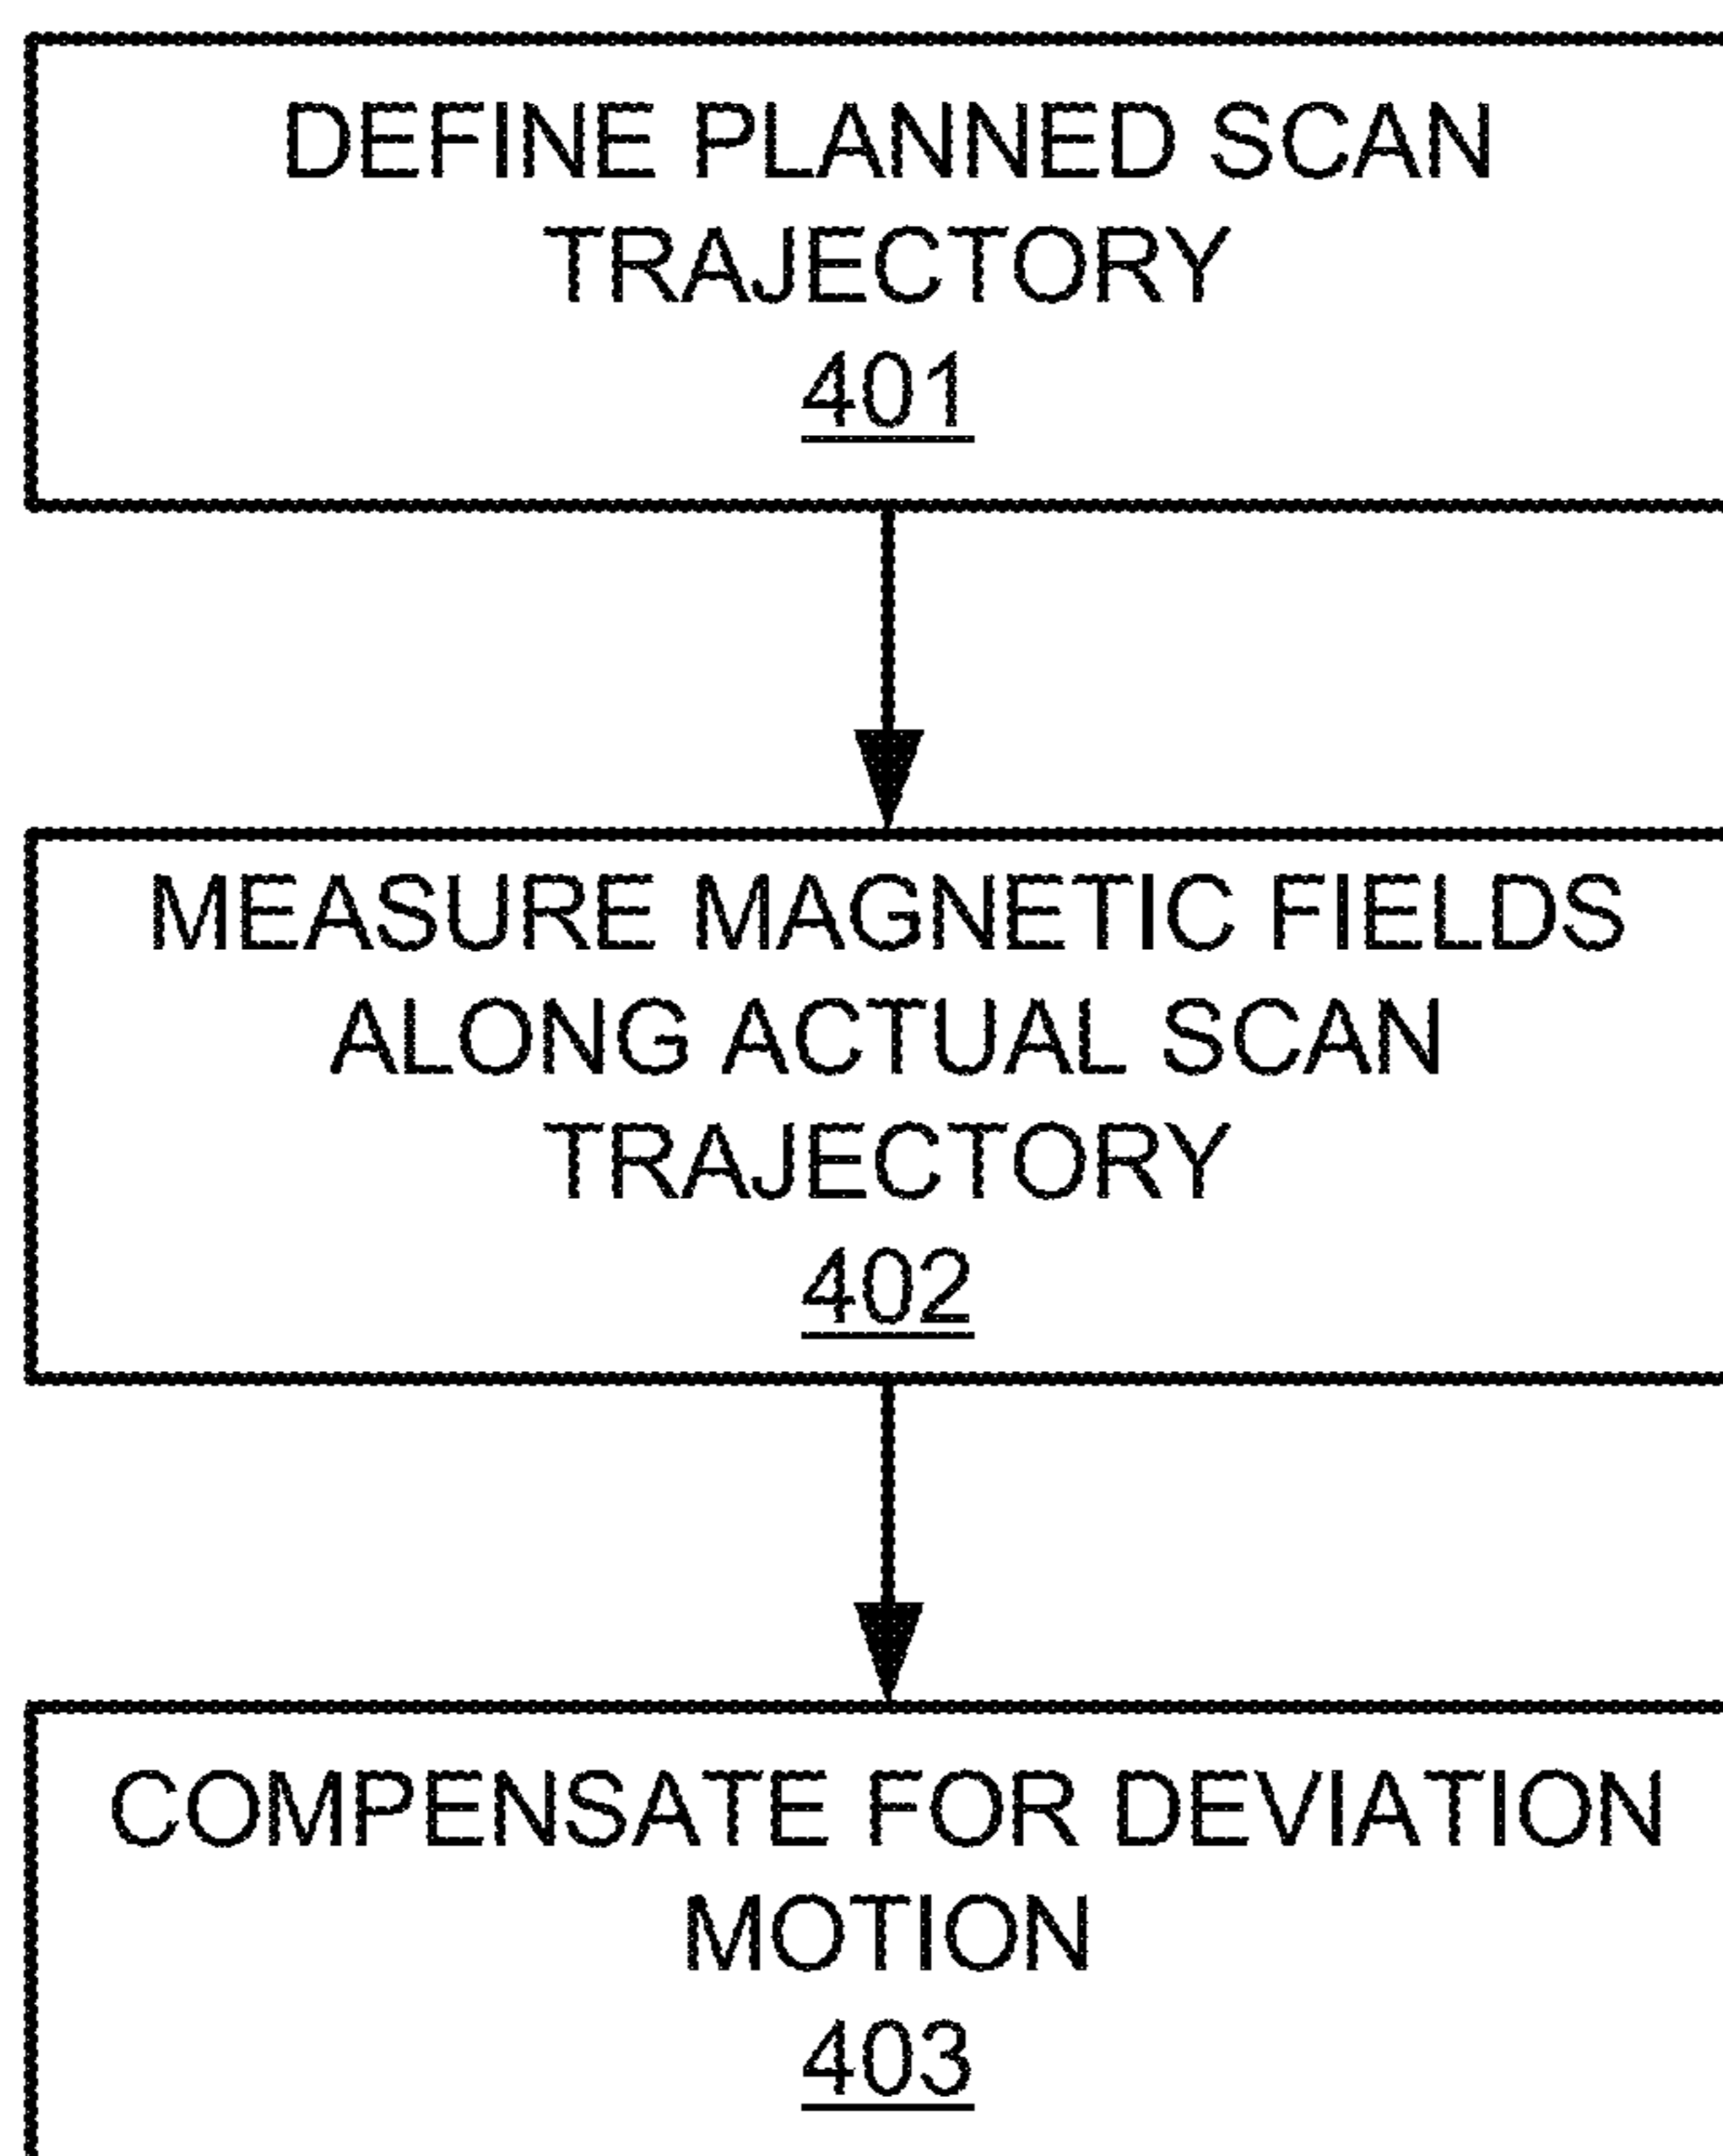 DEFINE PLANNED SCAN
TRAJECTORY
401
MEASURE MAGNETIC FIELDS
ALONG ACTUAL SCAN
TRAJECTORY
402
COMPENSATE FOR DEVIATION
MOTION
403